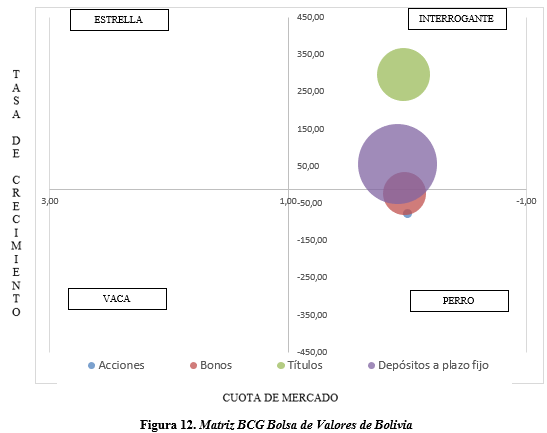 ESTRELLA
INTERROGANTE
VACA
PERRO
TASA DE CRECIMIENTO
450,00
350,00
250,00
150,00
50,00
-50,00
-150,00
-250,00
-350,00
-450,00
3,00
1,00
-1,00
Acciones
Bonos
Títulos
Depósitos a plazo fijo
CUOTA DE MERCADO
Figura 12. Matriz BCG Bolsa de Valores de Bolivia